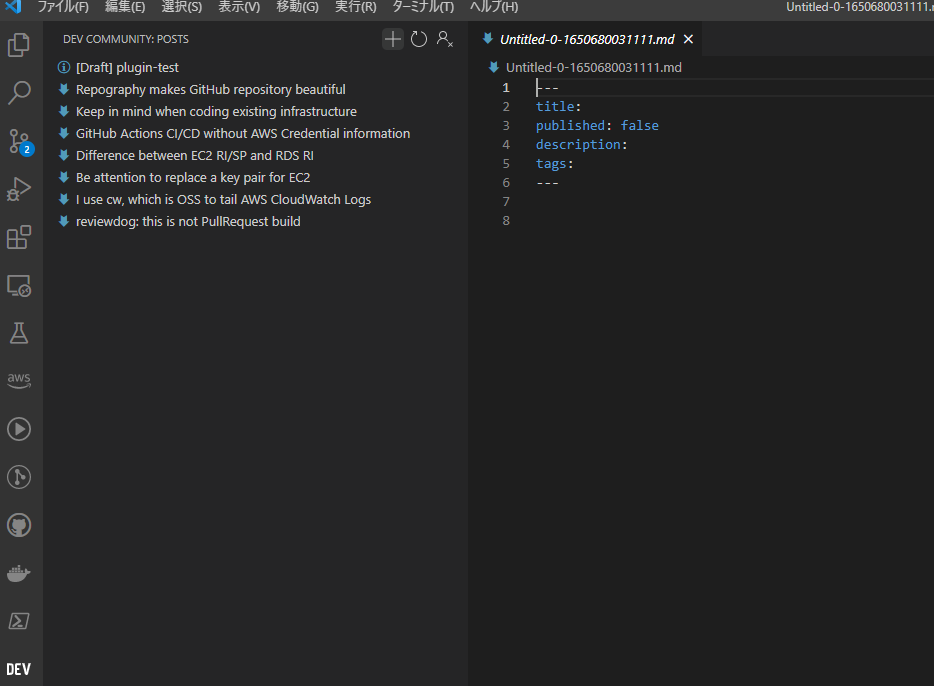 ファイル(F) 編集(E) 選択(S) 表示(V) 移動(G) 実行(R) ターミナル(T) ヘルプ(H) Untitled-0-1650680031111.
DEV COMMUNITY: POSTS
[Draft] plugin-test
Repography makes GitHub repository beautiful
Keep in mind when coding existing infrastructure
GitHub Actions CI/CD without AWS Credential information
Difference between EC2 RI/SP and RDS RI
Be attention to replace a key pair for EC2
I use cw, which is OSS to tail AWS CloudWatch Logs
reviewdog: this is not PullRequest build
2
aws
DEV
Untitled-0-1650680031111.md
Untitled-0-1650680031111.md
1 ---
2 title:
3 published: false
4 description:
5 tags:
6 ---
7
8